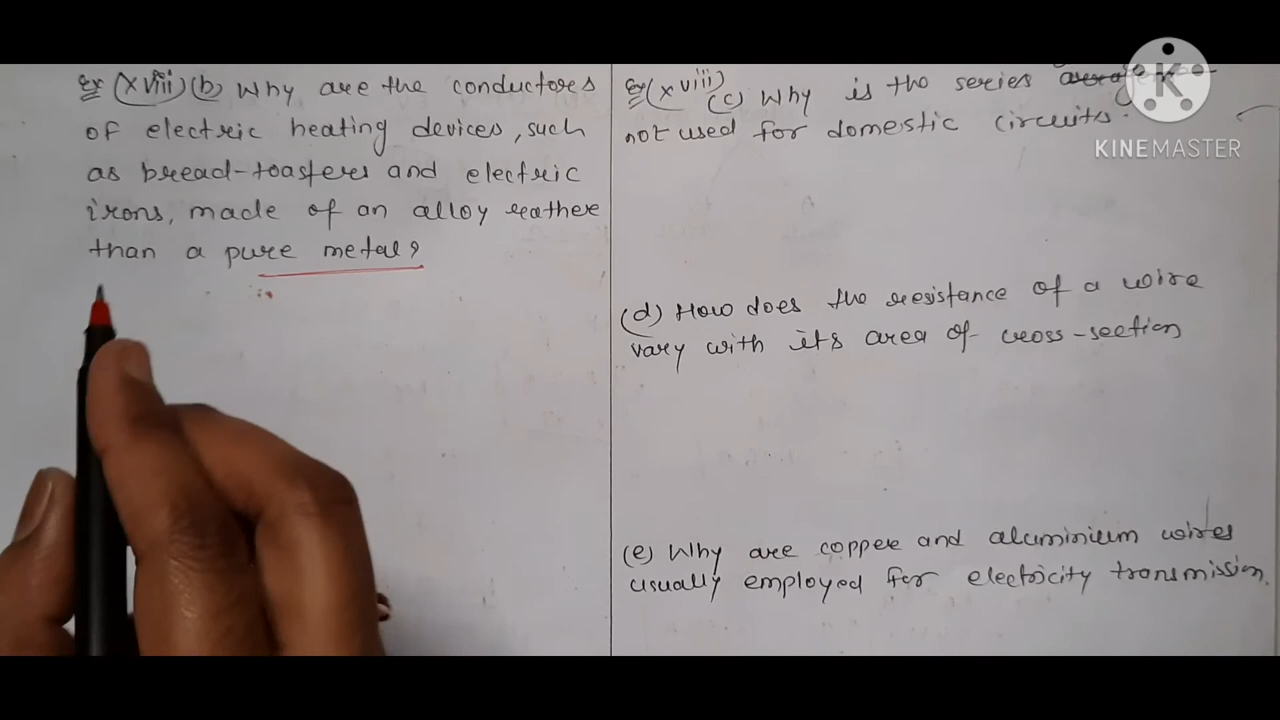 Ex (xviii) (b) Why are the conductors
of electric heating devices, such
as bread-toasters and electric
irons, made of an alloy rather
than a pure metal?
Ex (xviii) (c) Why is the series
not used for domestic circuits.
(d) How does the resistance of a wire
vary with its area of cross-section
(e) Why are copper and aluminium wires
usually employed for electricity transmission.
K
KINEMASTER